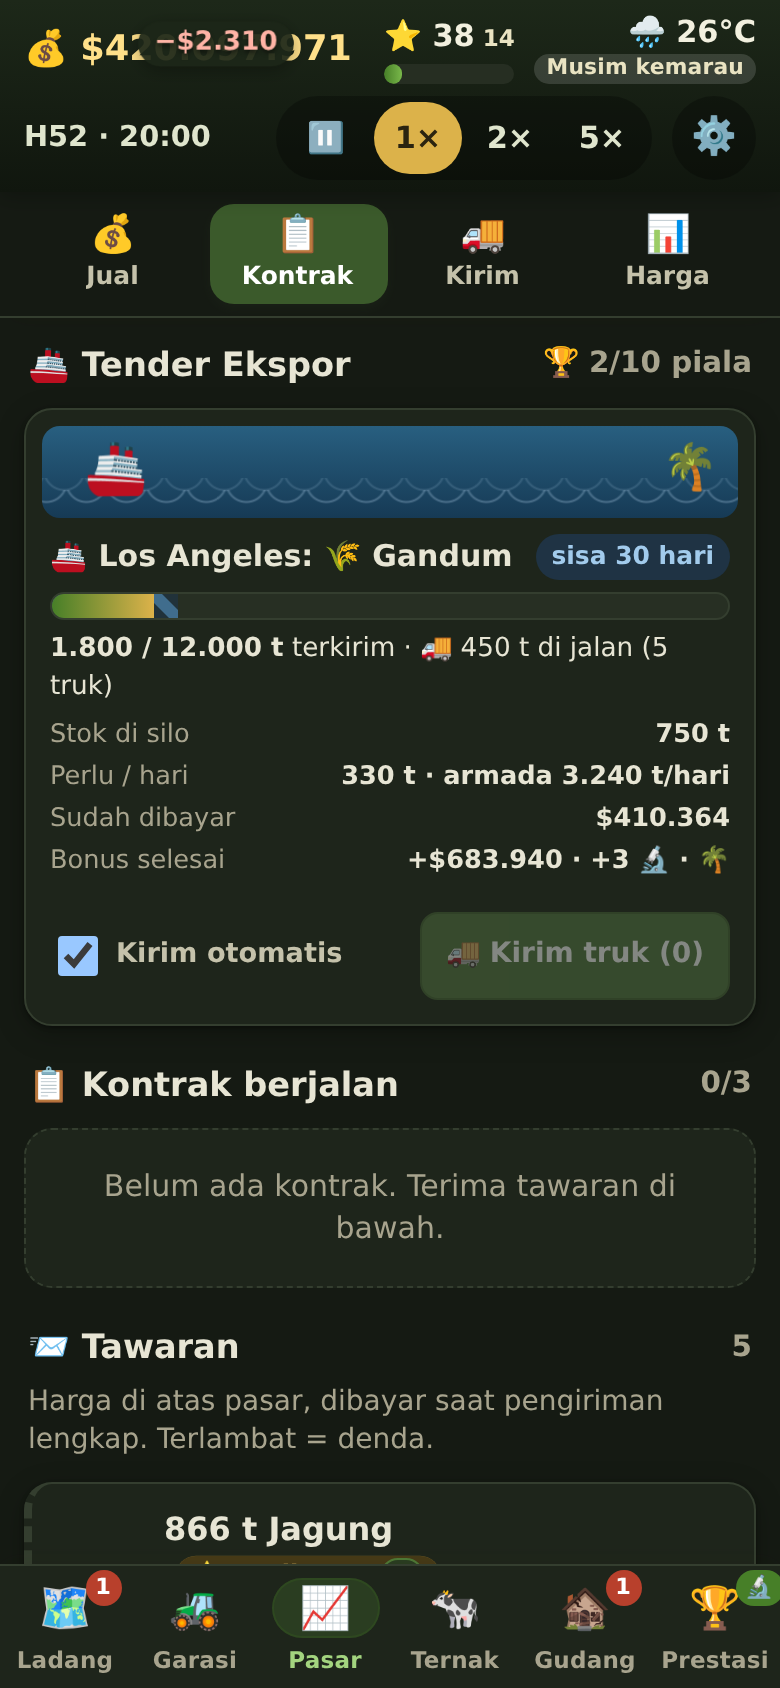 −$2.310
38 14
26°C
Musim kemarau
H52 · 20:00
1×
2×
5×
Jual
Kontrak
Kirim
Harga
Tender Ekspor
2/10 piala
Los Angeles: Gandum
sisa 30 hari
1.800 / 12.000 t terkirim · 450 t di jalan (5
truk)
Stok di silo
750 t
Perlu / hari
330 t · armada 3.240 t/hari
Sudah dibayar
$410.364
Bonus selesai
+$683.940 · +3 ·
Kirim otomatis
Kirim truk (0)
Kontrak berjalan
0/3
Belum ada kontrak. Terima tawaran di
bawah.
Tawaran
5
Harga di atas pasar, dibayar saat pengiriman
lengkap. Terlambat = denda.
866 t Jagung
1
1
Ladang
Garasi
Pasar
Ternak
Gudang
Prestasi